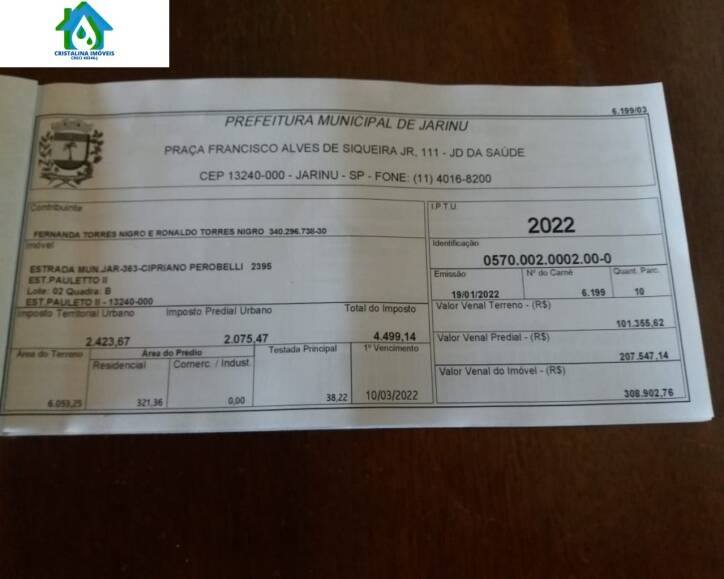 CRISTALINA IMÓVEIS
6.199/03
PREFEITURA MUNICIPAL DE JARINU
PRAÇA FRANCISCO ALVES DE SIQUEIRA JR, 111 - JD DA SAÚDE
CEP 13240-000 - JARINU - SP - FONE: (11) 4016-8200
Contribuinte
FERNANDA TORRES NIGRO E RONALDO TORRES NIGRO 340.296.738-30
Imóvel
ESTRADA MUN.JAR-363-CIPRIANO PEROBELLI 2395
EST.PAULETTO II
Lote: 02 Quadra: B
EST.PAULETO II - 13240-000
I.P.T.U.
2022
Identificação
0570.002.0002.00-0
Emissão Nº do Carnê Quant. Parc.
19/01/2022 6.199 10
Imposto Territorial Urbano Imposto Predial Urbano Total do Imposto
2.423,67 2.075,47 4.499,14
Valor Venal Terreno - (R$)
101.355,62
Valor Venal Predial - (R$)
207.547,14
Valor Venal do Imóvel - (R$)
308.902,76
Área do Terreno Área do Prédio Testada Principal 1º Vencimento
Residencial Comerc. / Indust
6.053,25 321,36 0,00 38,22 10/03/2022